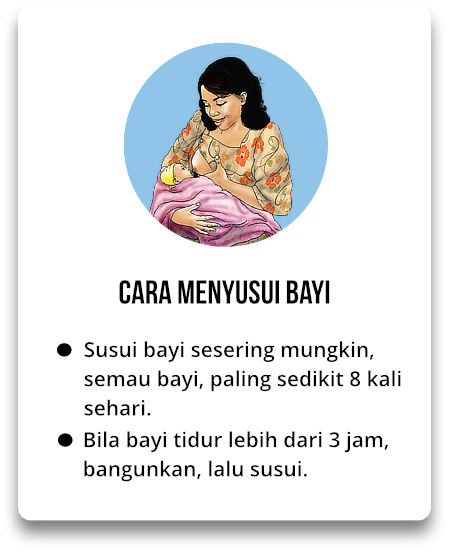 CARA MENYUSUI BAYI
● Susui bayi sesering mungkin,
semau bayi, paling sedikit 8 kali
sehari.
● Bila bayi tidur lebih dari 3 jam,
bangunkan, lalu susui.